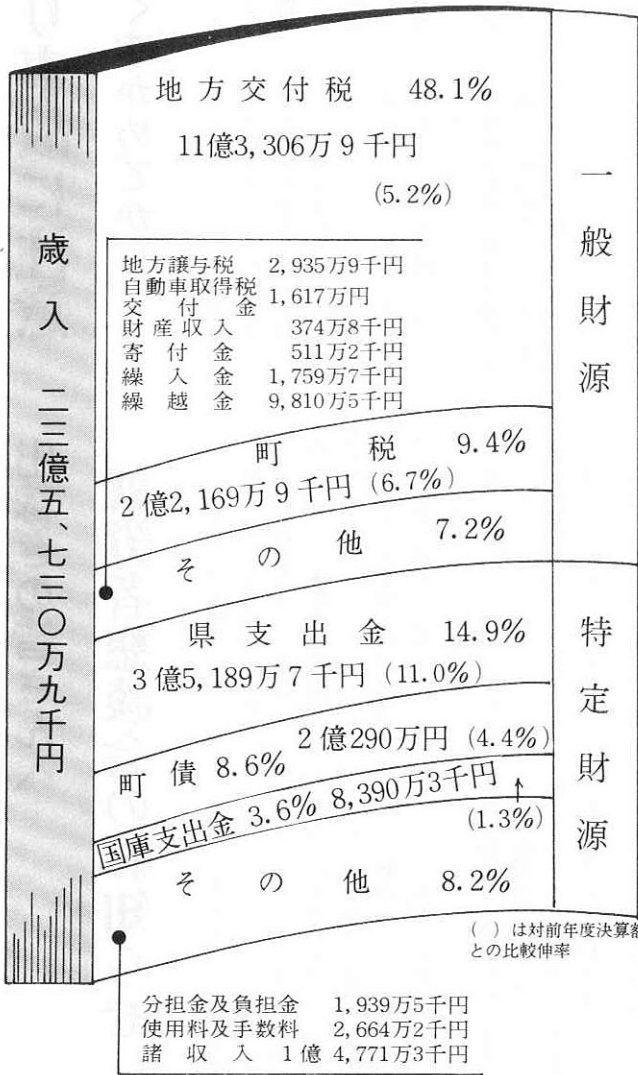 歳入 二三億五、七三〇万九千円
地方交付税 48.1%
11億3,306万9千円
(5.2%)
地方譲与税 2,935万9千円
自動車取得税
交付金 1,617万円
財産収入 374万8千円
寄付金 511万2千円
繰入金 1,759万7千円
繰越金 9,810万5千円
町税 9.4%
2億2,169万9千円 (6.7%)
その他 7.2%
一般財源
県支出金 14.9%
3億5,189万7千円 (11.0%)
2億290万円 (4.4%)
町債 8.6%
国庫支出金 3.6% 8,390万3千円
(1.3%)
その他 8.2%
特定財源
( )は対前年度決算額
との比較伸率
分担金及負担金 1,939万5千円
使用料及手数料 2,664万2千円
諸収入 1億4,771万3千円